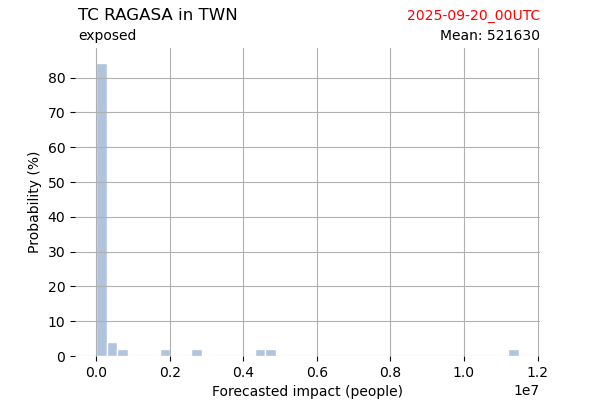 TC RAGASA in TWN
2025-09-20_00UTC
exposed
Mean: 521630
Probability (%)
80
70
60
50
40
30
20
10
0
0.0 0.2 0.4 0.6 0.8 1.0 1.2
1e7
Forecasted impact (people)